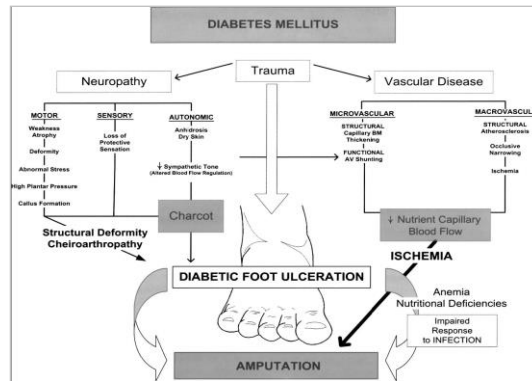 DIABETES MELLITUS
Trauma
Neuropathy
Vascular Disease
MOTOR
Weakness
Atrophy
Deformity
Abnormal Stress
High Plantar Pressure
Callus Formation
SENSORY
Loss of
Protective
Sensation
AUTONOMIC
Anhidrosis
Dry Skin
↓ Sympathetic Tone
(Altered Blood Flow Regulation)
MICROVASCULAR
STRUCTURAL
Capillary BM
Thickening
FUNCTIONAL
AV Shunting
MACROVASCUL
STRUCTURAL
Atherosclerosis
Occlusive
Narrowing
Ischemia
Charcot
↓ Nutrient Capillary
Blood Flow
Structural Deformity
Cheiroarthropathy
ISCHEMIA
DIABETIC FOOT ULCERATION
Anemia
Nutritional Deficiencies
Impaired
Response
to INFECTION
AMPUTATION